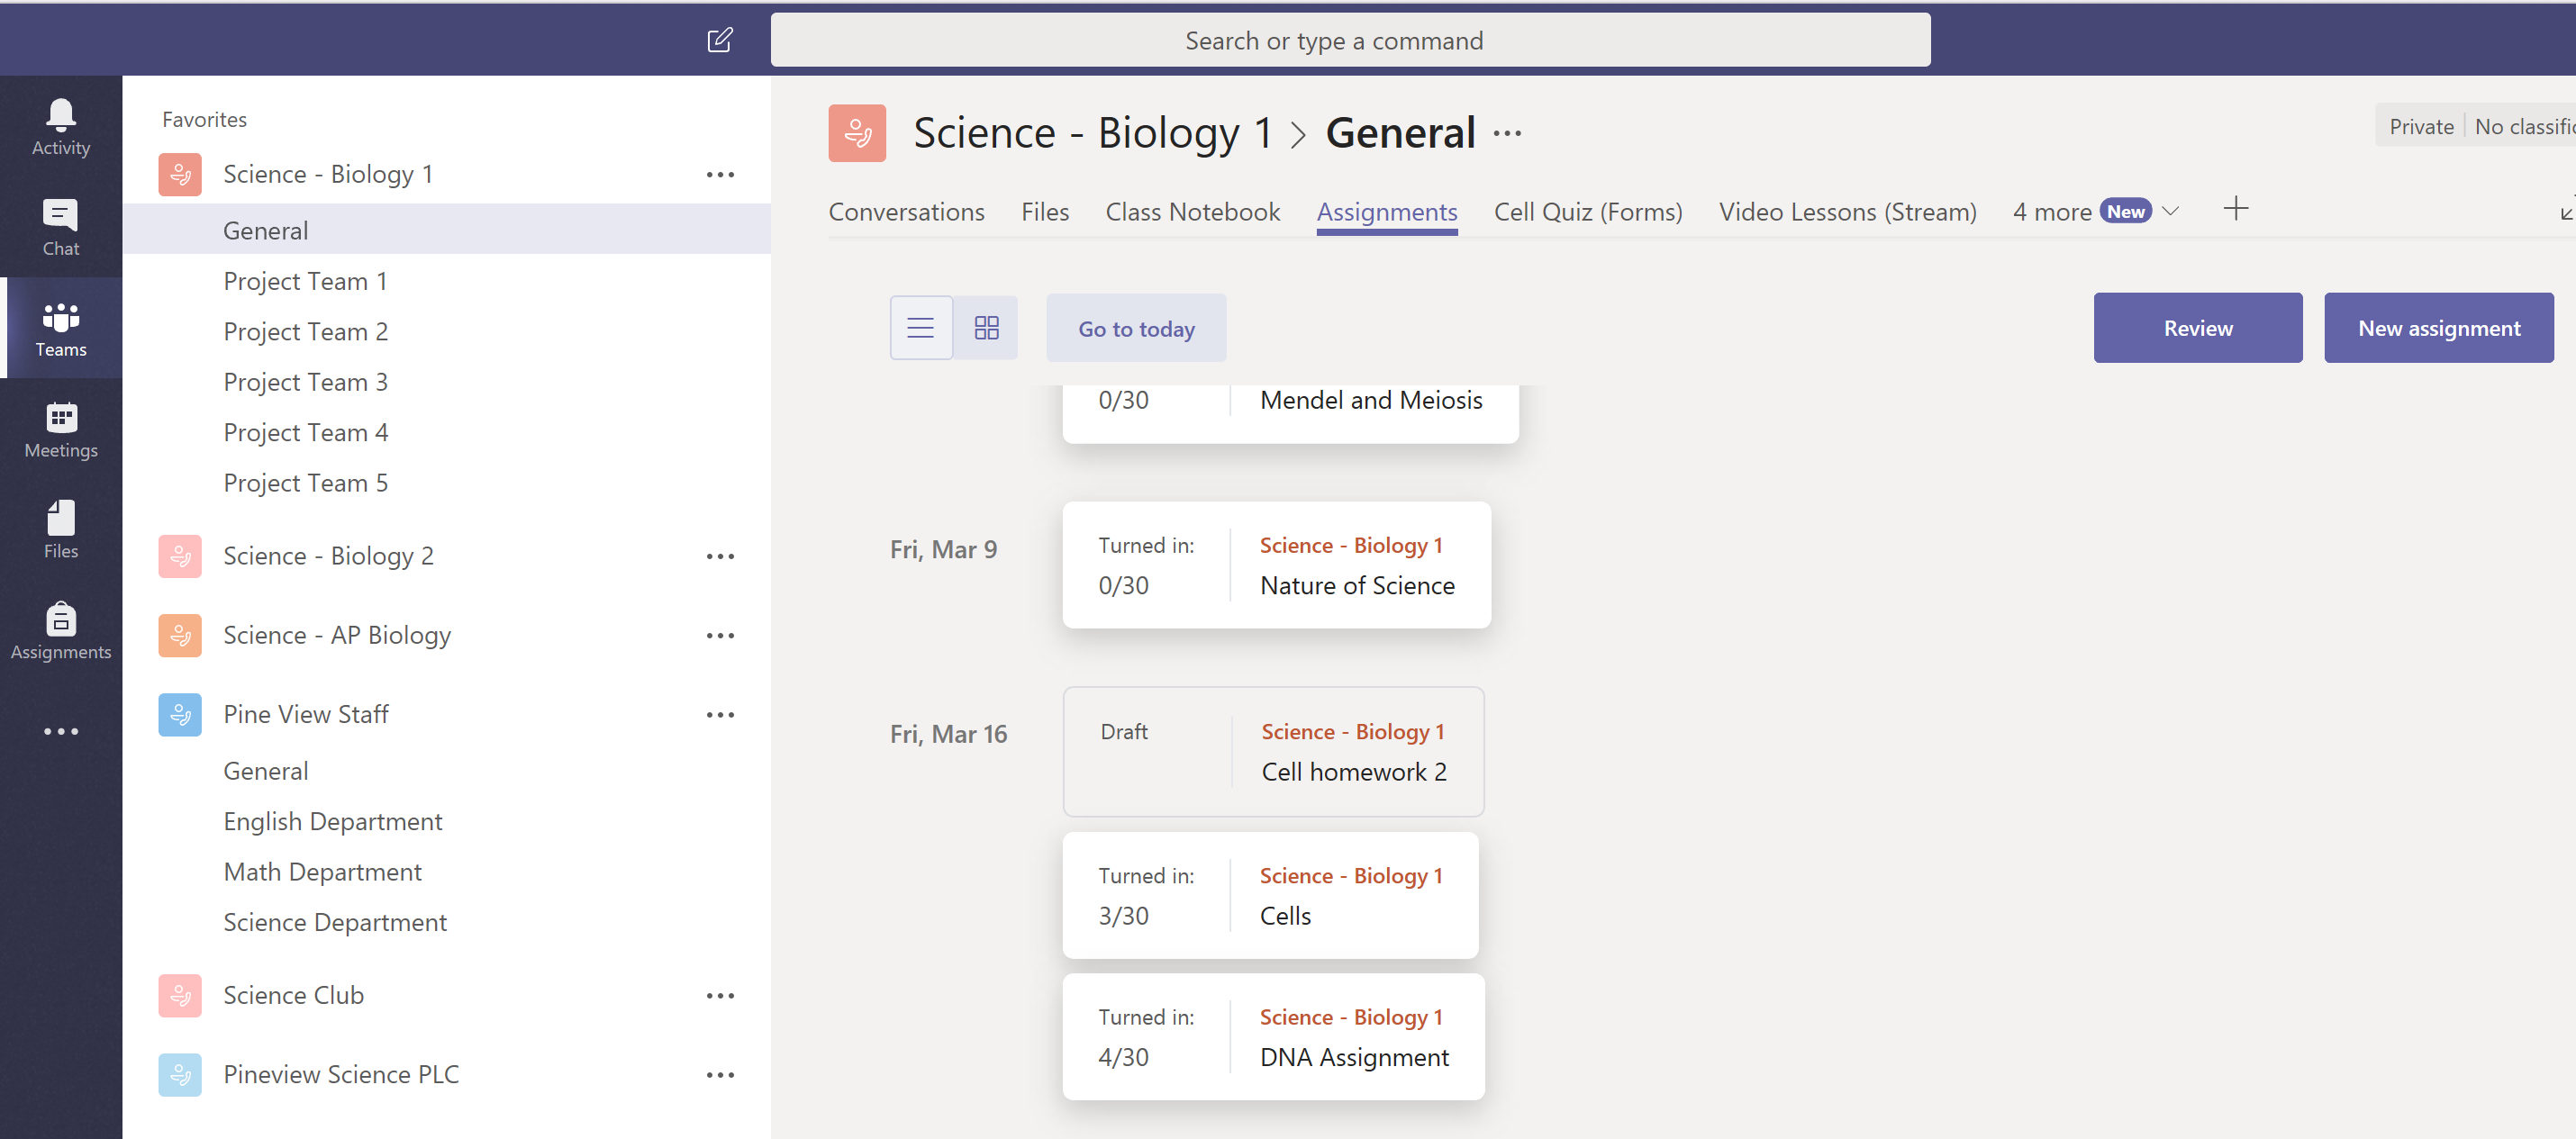 Search or type a command
Activity
Chat
Teams
Meetings
Files
Assignments
Favorites
Science - Biology 1
General
Project Team 1
Project Team 2
Project Team 3
Project Team 4
Project Team 5
Science - Biology 2
Science - AP Biology
Pine View Staff
General
English Department
Math Department
Science Department
Science Club
Pineview Science PLC
Science - Biology 1 > General
Private No
Conversations Files Class Notebook Assignments Cell Quiz (Forms) Video Lessons (Stream) 4 more New
Go to today
Review
New assignment
0/30 Mendel and Meiosis
Fri, Mar 9
Turned in: Science - Biology 1
0/30 Nature of Science
Fri, Mar 16
Draft Science - Biology 1
Cell homework 2
Turned in: Science - Biology 1
3/30 Cells
Turned in: Science - Biology 1
4/30 DNA Assignment